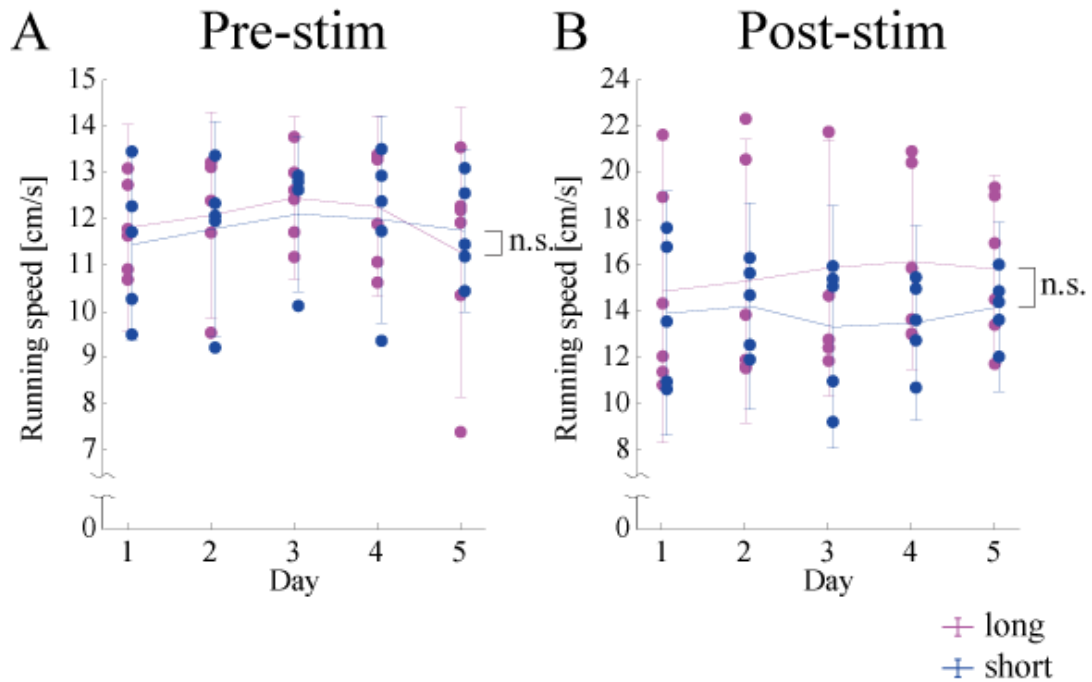 A Pre-stim
Running speed [cm/s]
15
14
13
12
11
10
9
8
7
0
n.s.
1 2 3 4 5
Day
B Post-stim
Running speed [cm/s]
24
22
20
18
16
14
12
10
8
0
n.s.
1 2 3 4 5
Day
long
short